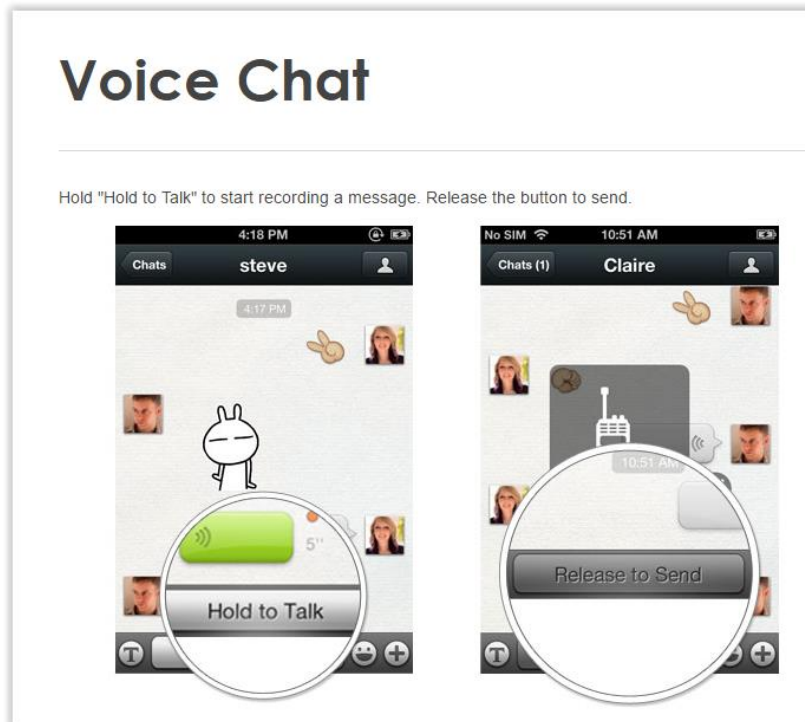 Voice Chat
Hold "Hold to Talk" to start recording a message. Release the button to send.
4:18 PM
Chats
steve
4:17 PM
5''
Hold to Talk
T
No SIM
10:51 AM
Chats (1)
Claire
10:51 AM
Release to Send
T